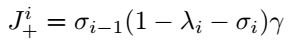 J_+^i = σ_{i−1}(1 − λ_i − σ_i)γ